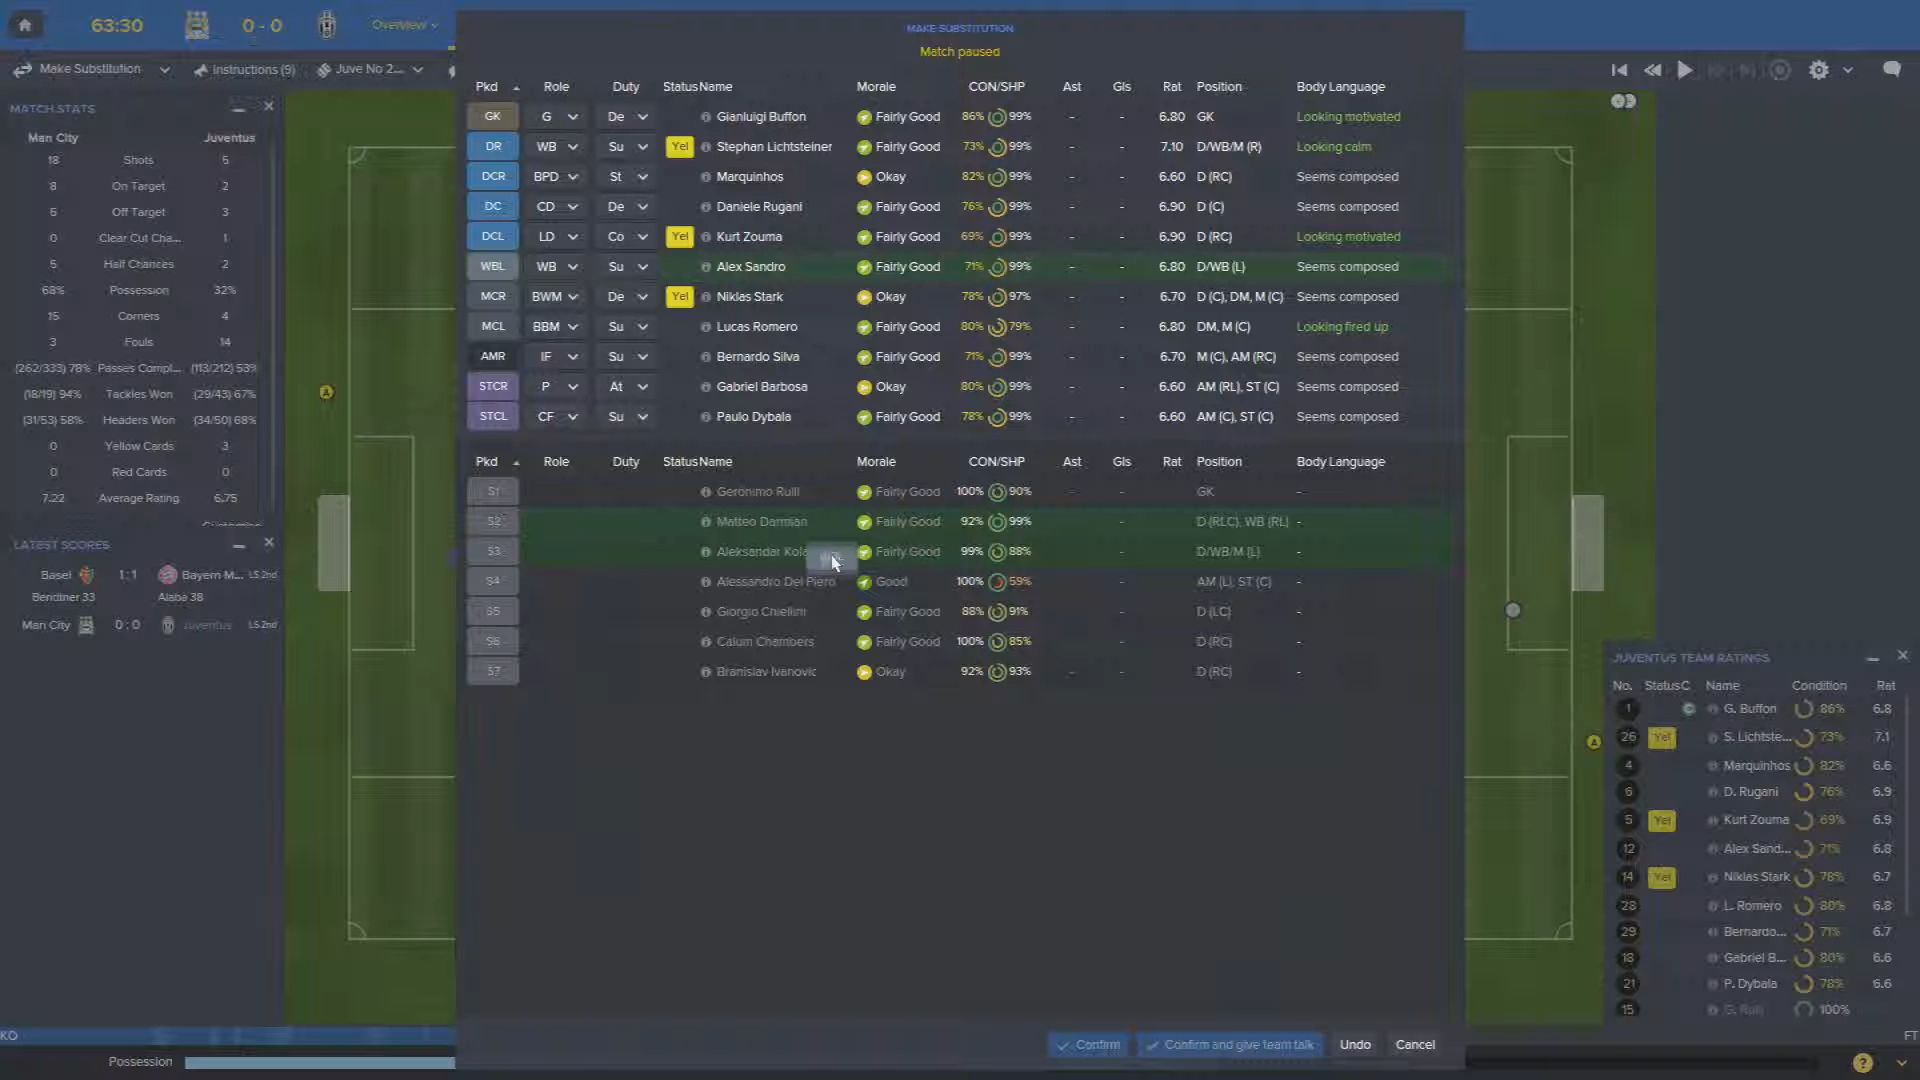 63:30 0 - 0 Overview
MAKE SUBSTITUTION
Match paused
Make Substitution Instructions (9) Juve No 2...
MATCH STATS
Man City Juventus
18 Shots 5
8 On Target 2
5 Off Target 3
0 Clear Cut Cha... 1
5 Half Chances 2
68% Possession 32%
15 Corners 4
3 Fouls 14
(262/333) 78% Passes Compl... (113/212) 53%
(18/19) 94% Tackles Won (29/43) 67%
(31/53) 58% Headers Won (34/50) 68%
0 Yellow Cards 3
0 Red Cards 0
7.22 Average Rating 6.75
LATEST SCORES
Basel 1:1 Bayern M... LS 2nd
Bendtner 33 Alaba 38
Man City 0:0 Juventus LS 2nd
Pkd Role Duty Status Name Morale CON/SHP Ast Gls Rat Position Body Language
GK G De Gianluigi Buffon Fairly Good 86% 99% - - 6.80 GK Looking motivated
DR WB Su Yel Stephan Lichtsteiner Fairly Good 73% 99% - - 7.10 D/WB/M (R) Looking calm
DCR BPD St Marquinhos Okay 82% 99% - - 6.60 D (RC) Seems composed
DC CD De Daniele Rugani Fairly Good 76% 99% - - 6.90 D (C) Seems composed
DCL LD Co Yel Kurt Zouma Fairly Good 69% 99% - - 6.90 D (RC) Looking motivated
WBL WB Su Alex Sandro Fairly Good 71% 99% - - 6.80 D/WB (L) Seems composed
MCR BWM De Yel Niklas Stark Okay 78% 97% - - 6.70 D (C), DM, M (C) Seems composed
MCL BBM Su Lucas Romero Fairly Good 80% 79% - - 6.80 DM, M (C) Looking fired up
AMR IF Su Bernardo Silva Fairly Good 71% 99% - - 6.70 M (C), AM (RC) Seems composed
STCR P At Gabriel Barbosa Okay 80% 99% - - 6.60 AM (RL), ST (C) Seems composed
STCL CF Su Paulo Dybala Fairly Good 78% 99% - - 6.60 AM (C), ST (C) Seems composed
Pkd Role Duty Status Name Morale CON/SHP Ast Gls Rat Position Body Language
S1 Geronimo Rulli Fairly Good 100% 90% - - GK -
S2 Matteo Darmian Fairly Good 92% 99% - D (RLC), WB (RL) -
S3 Aleksandar Kola Fairly Good 99% 88% - D/WB/M (L) -
S4 Alessandro Del Piero Good 100% 59% - AM (L), ST (C) -
S5 Giorgio Chiellini Fairly Good 88% 91% - D (LC) -
S6 Calum Chambers Fairly Good 100% 85% - D (RC) -
S7 Branislav Ivanovic Okay 92% 93% - - D (RC) -
Confirm Confirm and give team talk Undo Cancel
JUVENTUS TEAM RATINGS
No. Status C Name Condition Rat
1 G. Buffon 86% 6.8
26 Yel S. Lichtste... 73% 7.1
4 Marquinhos 82% 6.6
6 D. Rugani 76% 6.9
5 Yel Kurt Zouma 69% 6.9
12 Alex Sand... 71% 6.8
14 Yel Niklas Stark 78% 6.7
28 L. Romero 80% 6.8
29 Bernardo... 71% 6.7
18 Gabriel B... 80% 6.6
21 P. Dybala 78% 6.6
15 G. Rulli 100%
KO FT
Possession